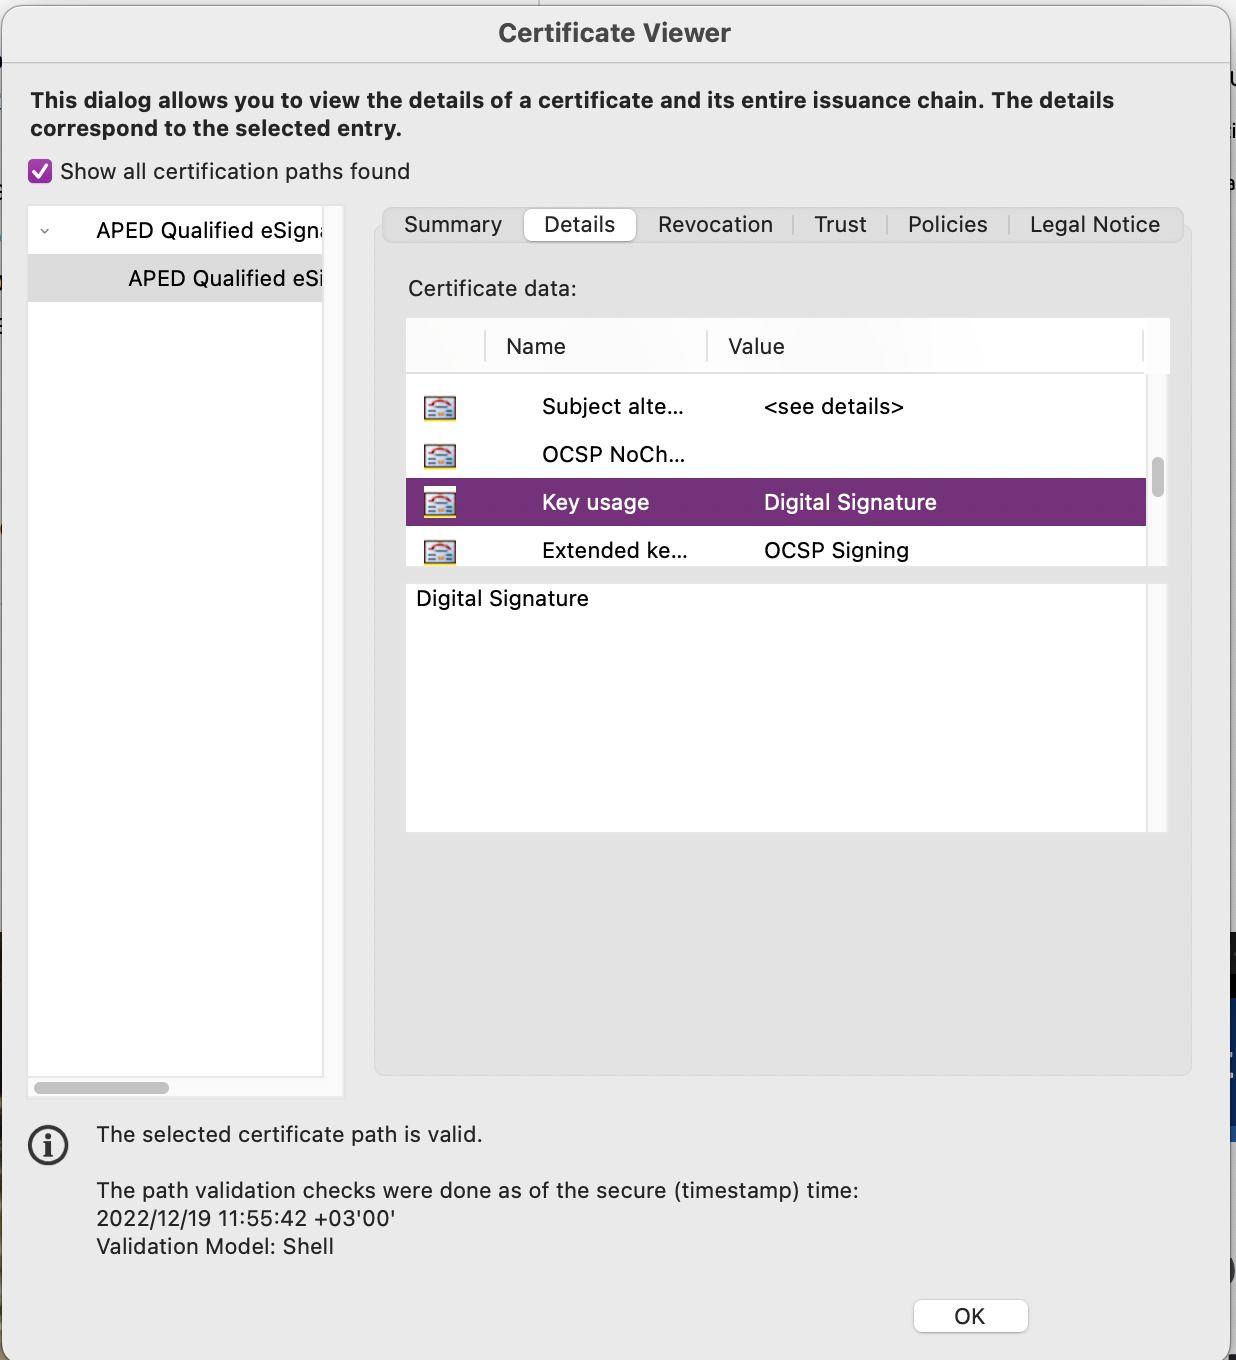 Certificate Viewer
This dialog allows you to view the details of a certificate and its entire issuance chain. The details
correspond to the selected entry.
Show all certification paths found
APED Qualified eSigna
APED Qualified eSi
Summary Details Revocation Trust Policies Legal Notice
Certificate data:
Name Value
Subject alte... <see details>
OCSP NoCh...
Key usage Digital Signature
Extended ke... OCSP Signing
Digital Signature
The selected certificate path is valid.
The path validation checks were done as of the secure (timestamp) time:
2022/12/19 11:55:42 +03'00'
Validation Model: Shell
OK